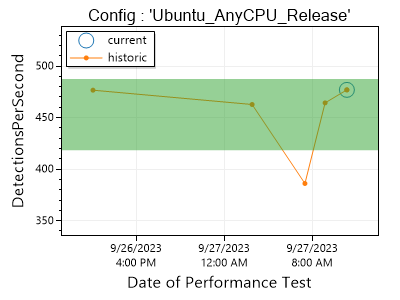 Config : 'Ubuntu_AnyCPU_Release'
current
historic
DetectionsPerSecond
500
450
400
350
9/26/2023
4:00 PM
9/27/2023
12:00 AM
9/27/2023
8:00 AM
Date of Performance Test